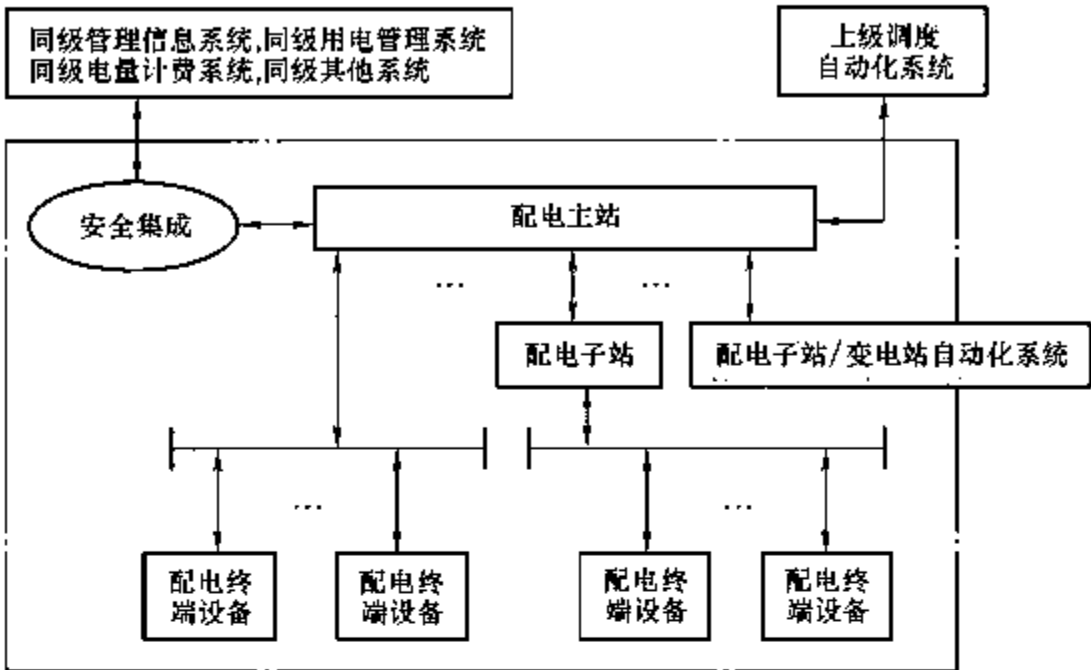 同级管理信息系统,同级用电管理系统
同级电量计费系统,同级其他系统
上级调度
自动化系统
安全集成
配电主站
...
...
配电子站
配电子站/变电站自动化系统
...
...
配电终
端设备
配电终
端设备
配电终
端设备
配电终
端设备